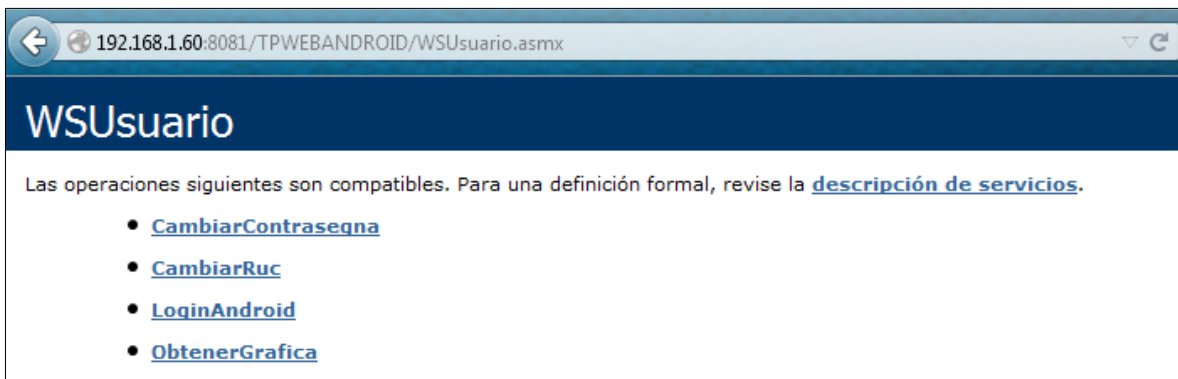 192.168.1.60:8081/TPWEBANDROID/WSUsuario.asmx
WSUsuario
Las operaciones siguientes son compatibles. Para una definición formal, revise la descripción de servicios.
CambiarContrasegna
CambiarRuc
LoginAndroid
ObtenerGrafica